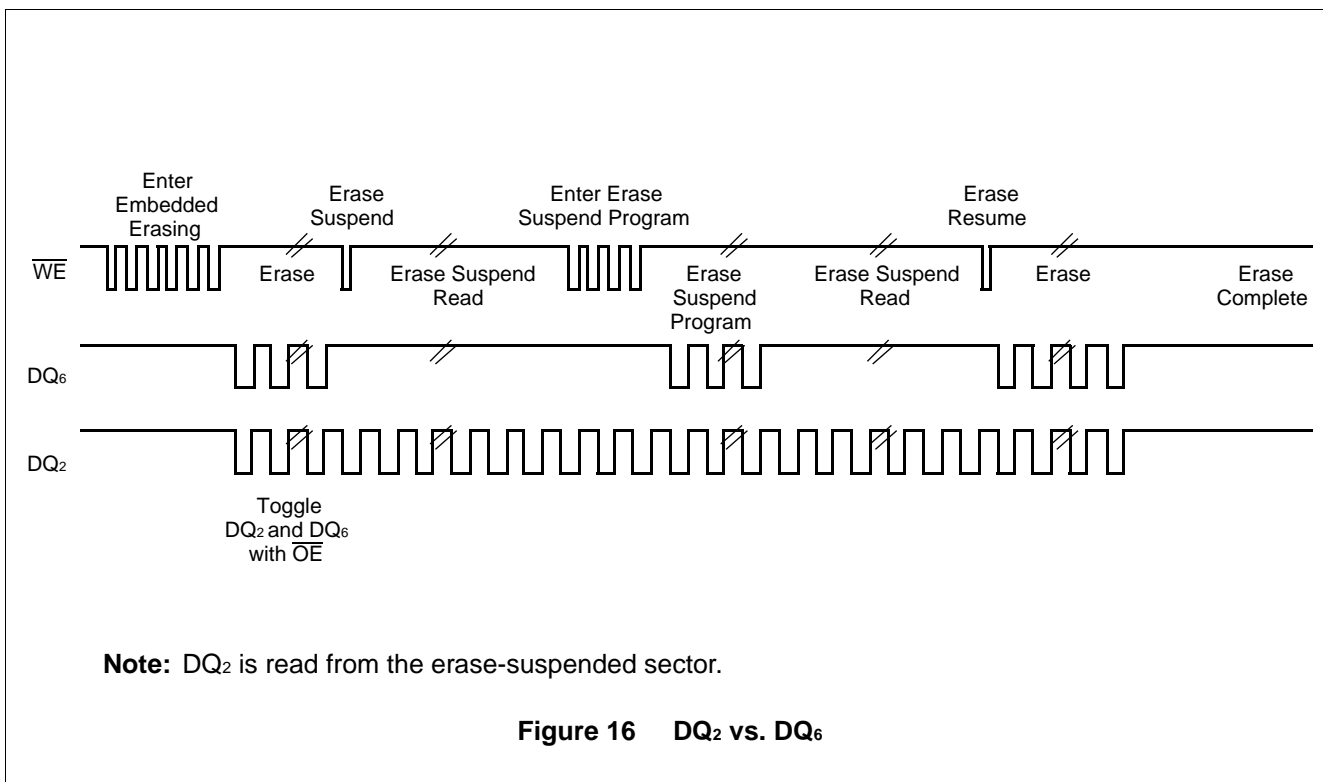 Enter
Embedded
Erasing
Erase
Suspend
Enter Erase
Suspend Program
Erase
Resume
WE
Erase
Erase Suspend
Read
Erase
Suspend
Program
Erase Suspend
Read
Erase
Erase
Complete
DQ6
DQ2
Toggle
DQ2 and DQ6
with OE
Note: DQ2 is read from the erase-suspended sector.
Figure 16 DQ2 vs. DQ6